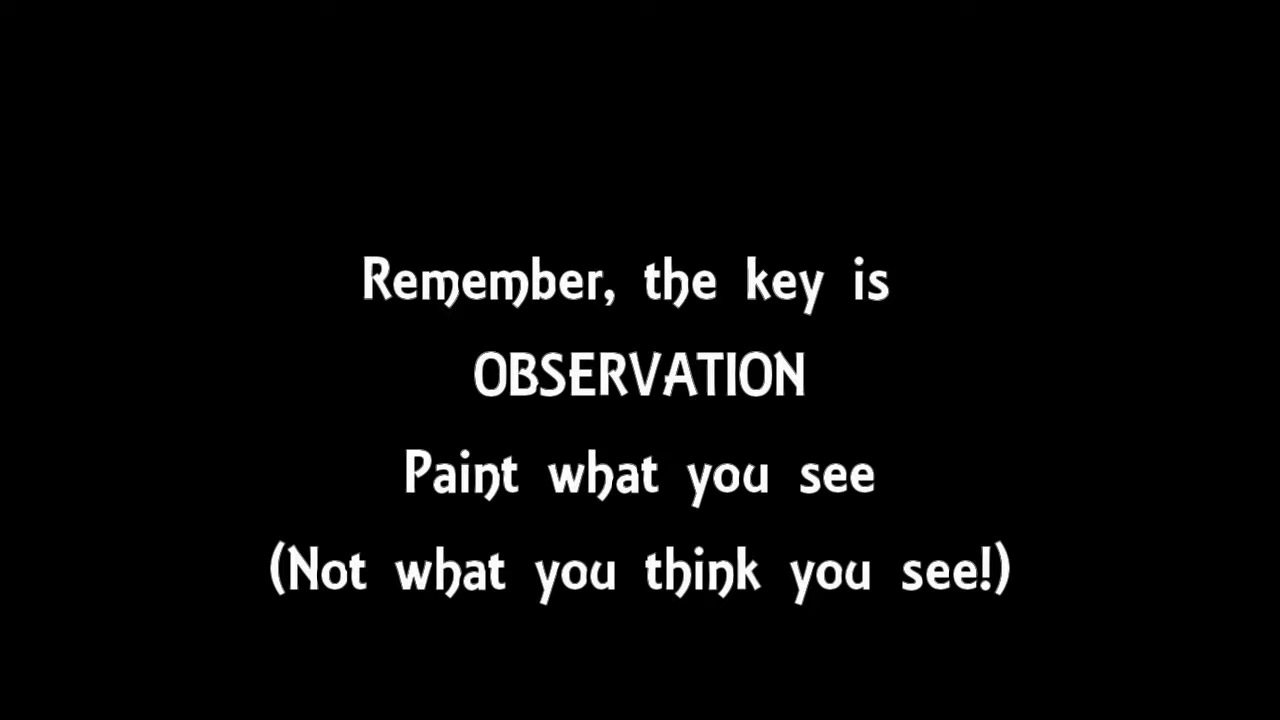 Remember, the key is
OBSERVATION
Paint what you see
(Not what you think you see!)